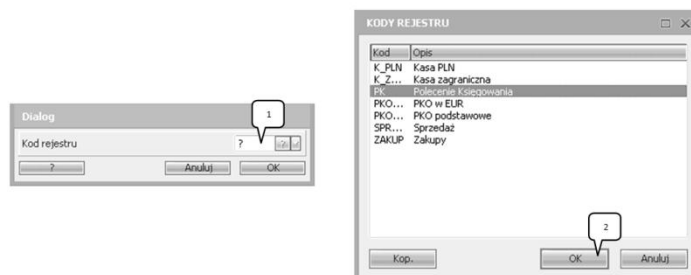 Dialog
1
Kod rejestru ?
? Anuluj OK
KODY REJESTRU
Kod Opis
K_PLN Kasa PLN
K_Z... Kasa zagraniczna
PK Polecenie Księgowania
PKO... PKO w EUR
PKO... PKO podstawowe
SPR... Sprzedaż
ZAKUP Zakupy
2
Kop. OK Anuluj